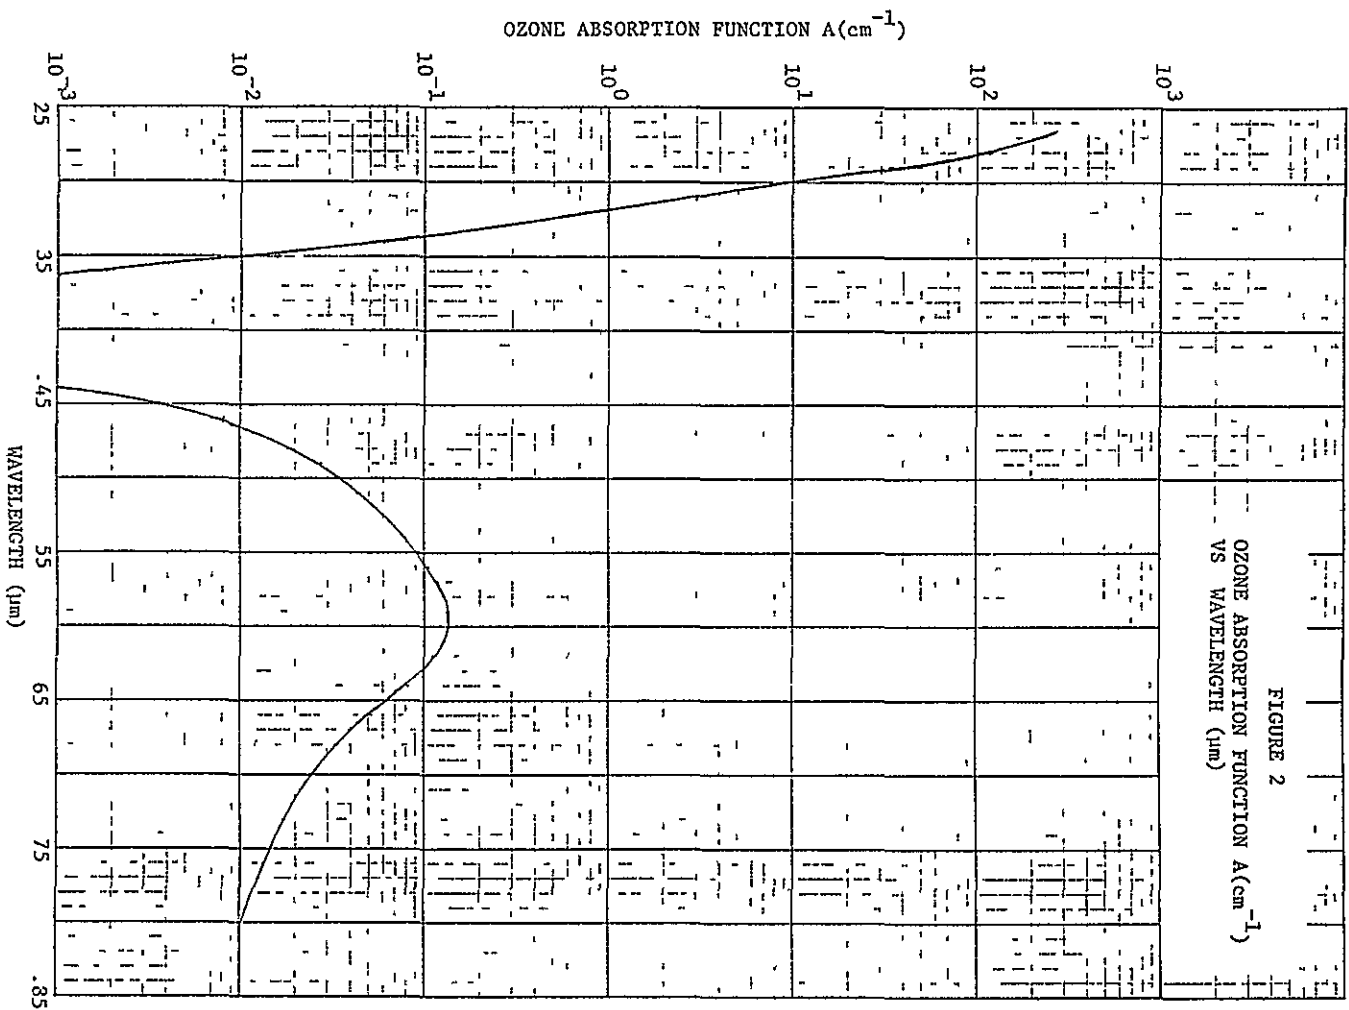 FIGURE 2
OZONE ABSORPTION FUNCTION A(cm⁻¹)
VS WAVELENGTH (μm)
OZONE ABSORPTION FUNCTION A(cm⁻¹)
10³
10²
10¹
10⁰
10⁻¹
10⁻²
10⁻³
.25
.35
.45
.55
.65
.75
.85
WAVELENGTH (μm)